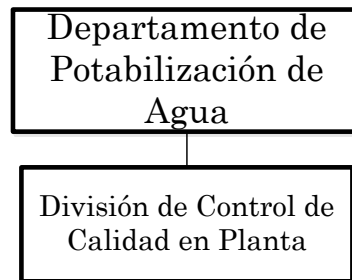 Departamento de
Potabilización de
Agua
División de Control de
Calidad en Planta